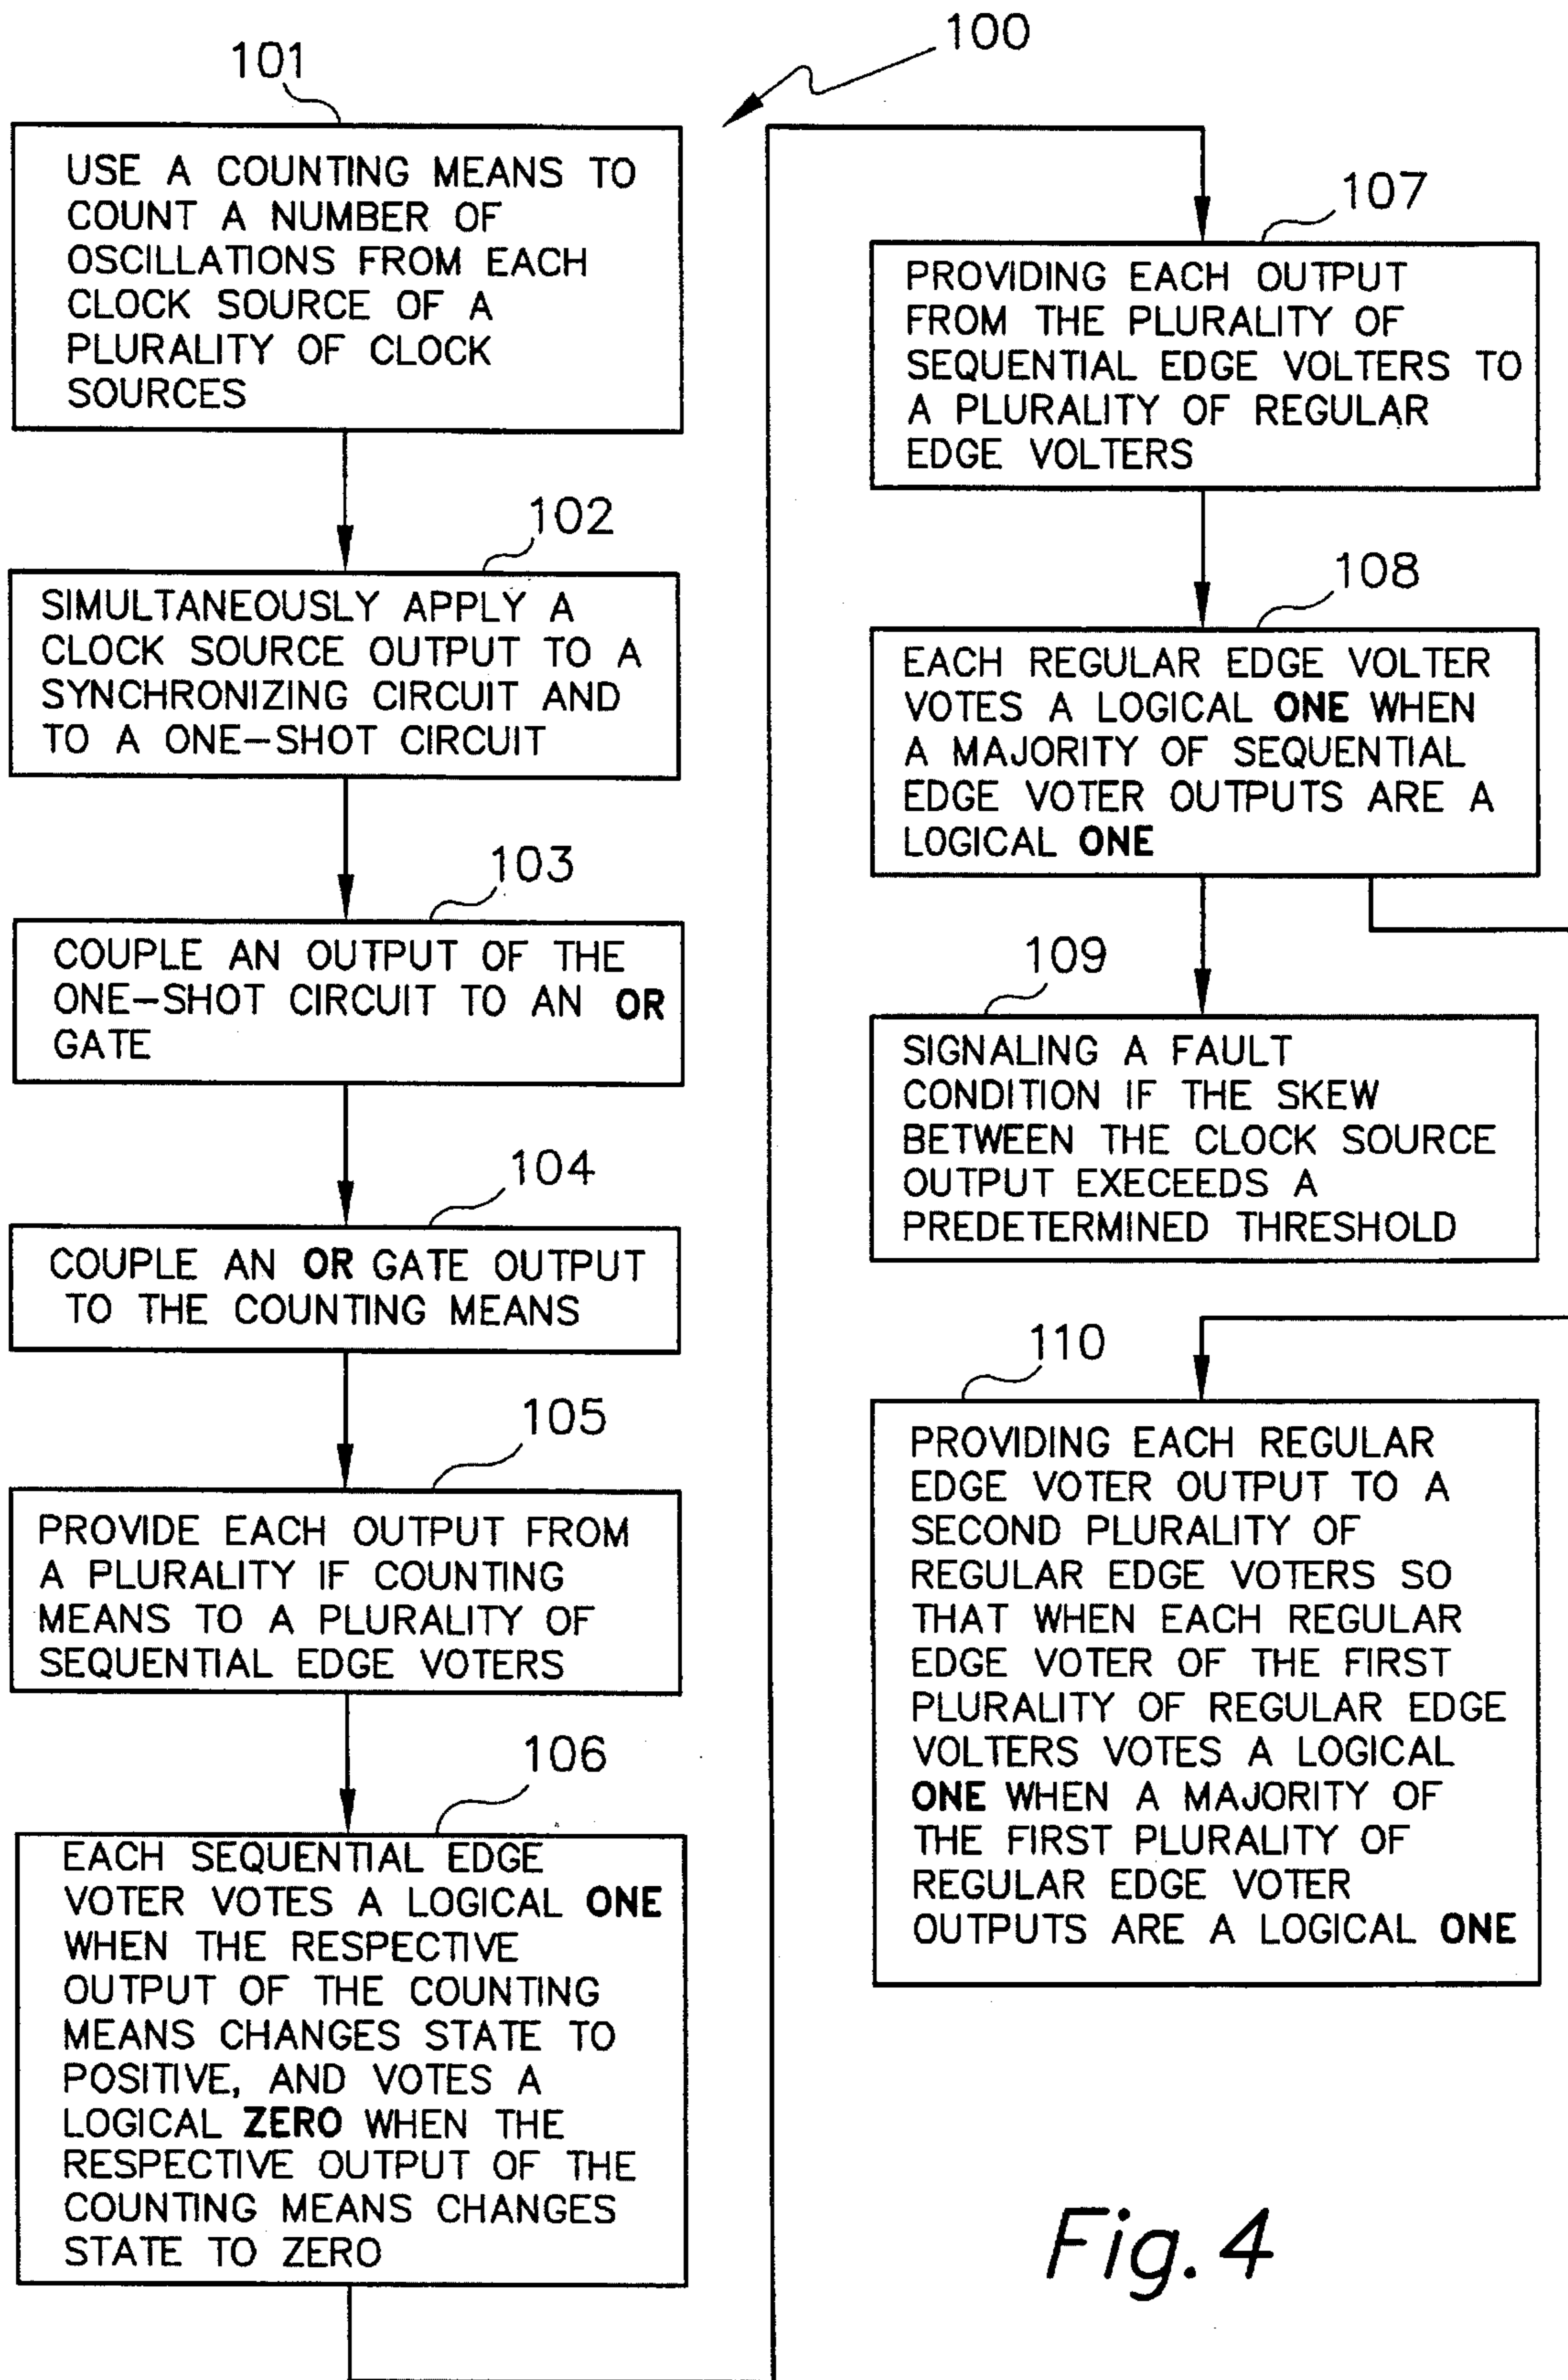 100
101
USE A COUNTING MEANS TO
COUNT A NUMBER OF
OSCILLATIONS FROM EACH
CLOCK SOURCE OF A
PLURALITY OF CLOCK
SOURCES
102
SIMULTANEOUSLY APPLY A
CLOCK SOURCE OUTPUT TO A
SYNCHRONIZING CIRCUIT AND
TO A ONE-SHOT CIRCUIT
103
COUPLE AN OUTPUT OF THE
ONE-SHOT CIRCUIT TO AN OR
GATE
104
COUPLE AN OR GATE OUTPUT
TO THE COUNTING MEANS
105
PROVIDE EACH OUTPUT FROM
A PLURALITY IF COUNTING
MEANS TO A PLURALITY OF
SEQUENTIAL EDGE VOTERS
106
EACH SEQUENTIAL EDGE
VOTER VOTES A LOGICAL ONE
WHEN THE RESPECTIVE
OUTPUT OF THE COUNTING
MEANS CHANGES STATE TO
POSITIVE, AND VOTES A
LOGICAL ZERO WHEN THE
RESPECTIVE OUTPUT OF THE
COUNTING MEANS CHANGES
STATE TO ZERO
107
PROVIDING EACH OUTPUT
FROM THE PLURALITY OF
SEQUENTIAL EDGE VOLTERS TO
A PLURALITY OF REGULAR
EDGE VOLTERS
108
EACH REGULAR EDGE VOLTER
VOTES A LOGICAL ONE WHEN
A MAJORITY OF SEQUENTIAL
EDGE VOTER OUTPUTS ARE A
LOGICAL ONE
109
SIGNALING A FAULT
CONDITION IF THE SKEW
BETWEEN THE CLOCK SOURCE
OUTPUT EXECEEDS A
PREDETERMINED THRESHOLD
110
PROVIDING EACH REGULAR
EDGE VOTER OUTPUT TO A
SECOND PLURALITY OF
REGULAR EDGE VOTERS SO
THAT WHEN EACH REGULAR
EDGE VOTER OF THE FIRST
PLURALITY OF REGULAR EDGE
VOLTERS VOTES A LOGICAL
ONE WHEN A MAJORITY OF
THE FIRST PLURALITY OF
REGULAR EDGE VOTER
OUTPUTS ARE A LOGICAL ONE
Fig. 4